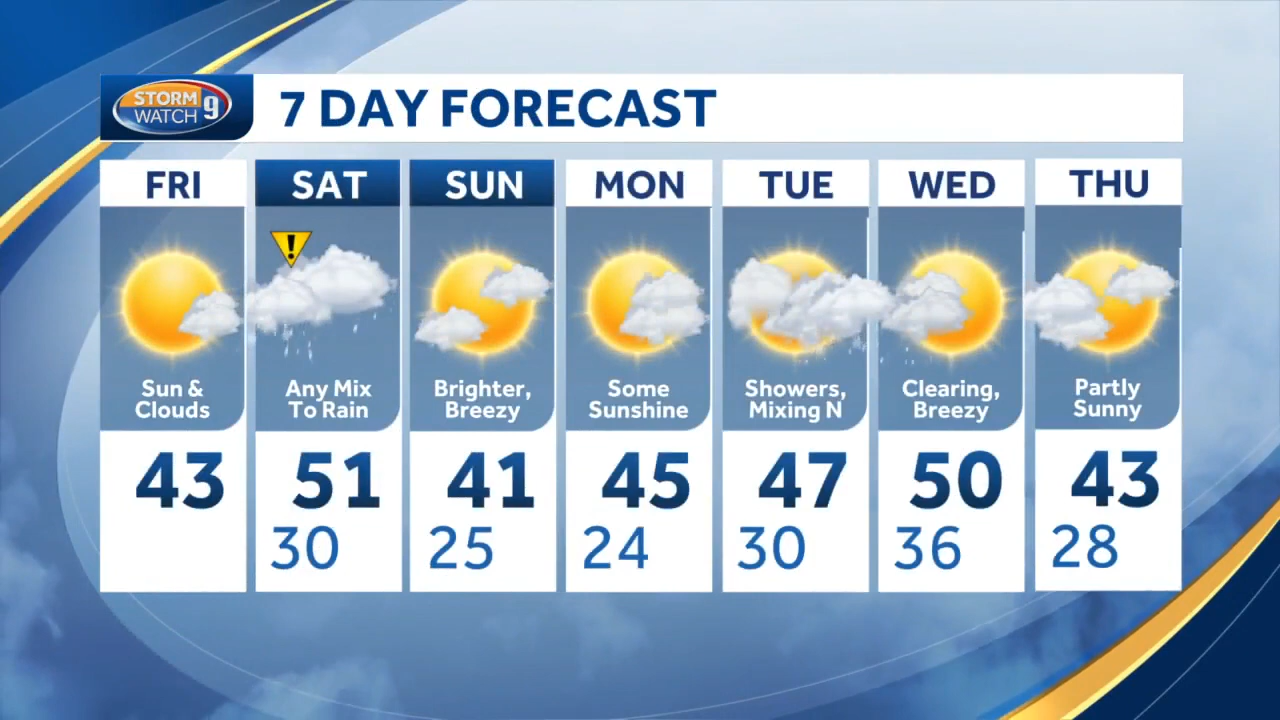 STORM
WATCH 9
7 DAY FORECAST
FRI
SAT
SUN
MON
TUE
WED
THU
!
Sun &
Clouds
Any Mix
To Rain
Brighter,
Breezy
Some
Sunshine
Showers,
Mixing N
Clearing,
Breezy
Partly
Sunny
43
51
41
45
47
50
43
30
25
24
30
36
28